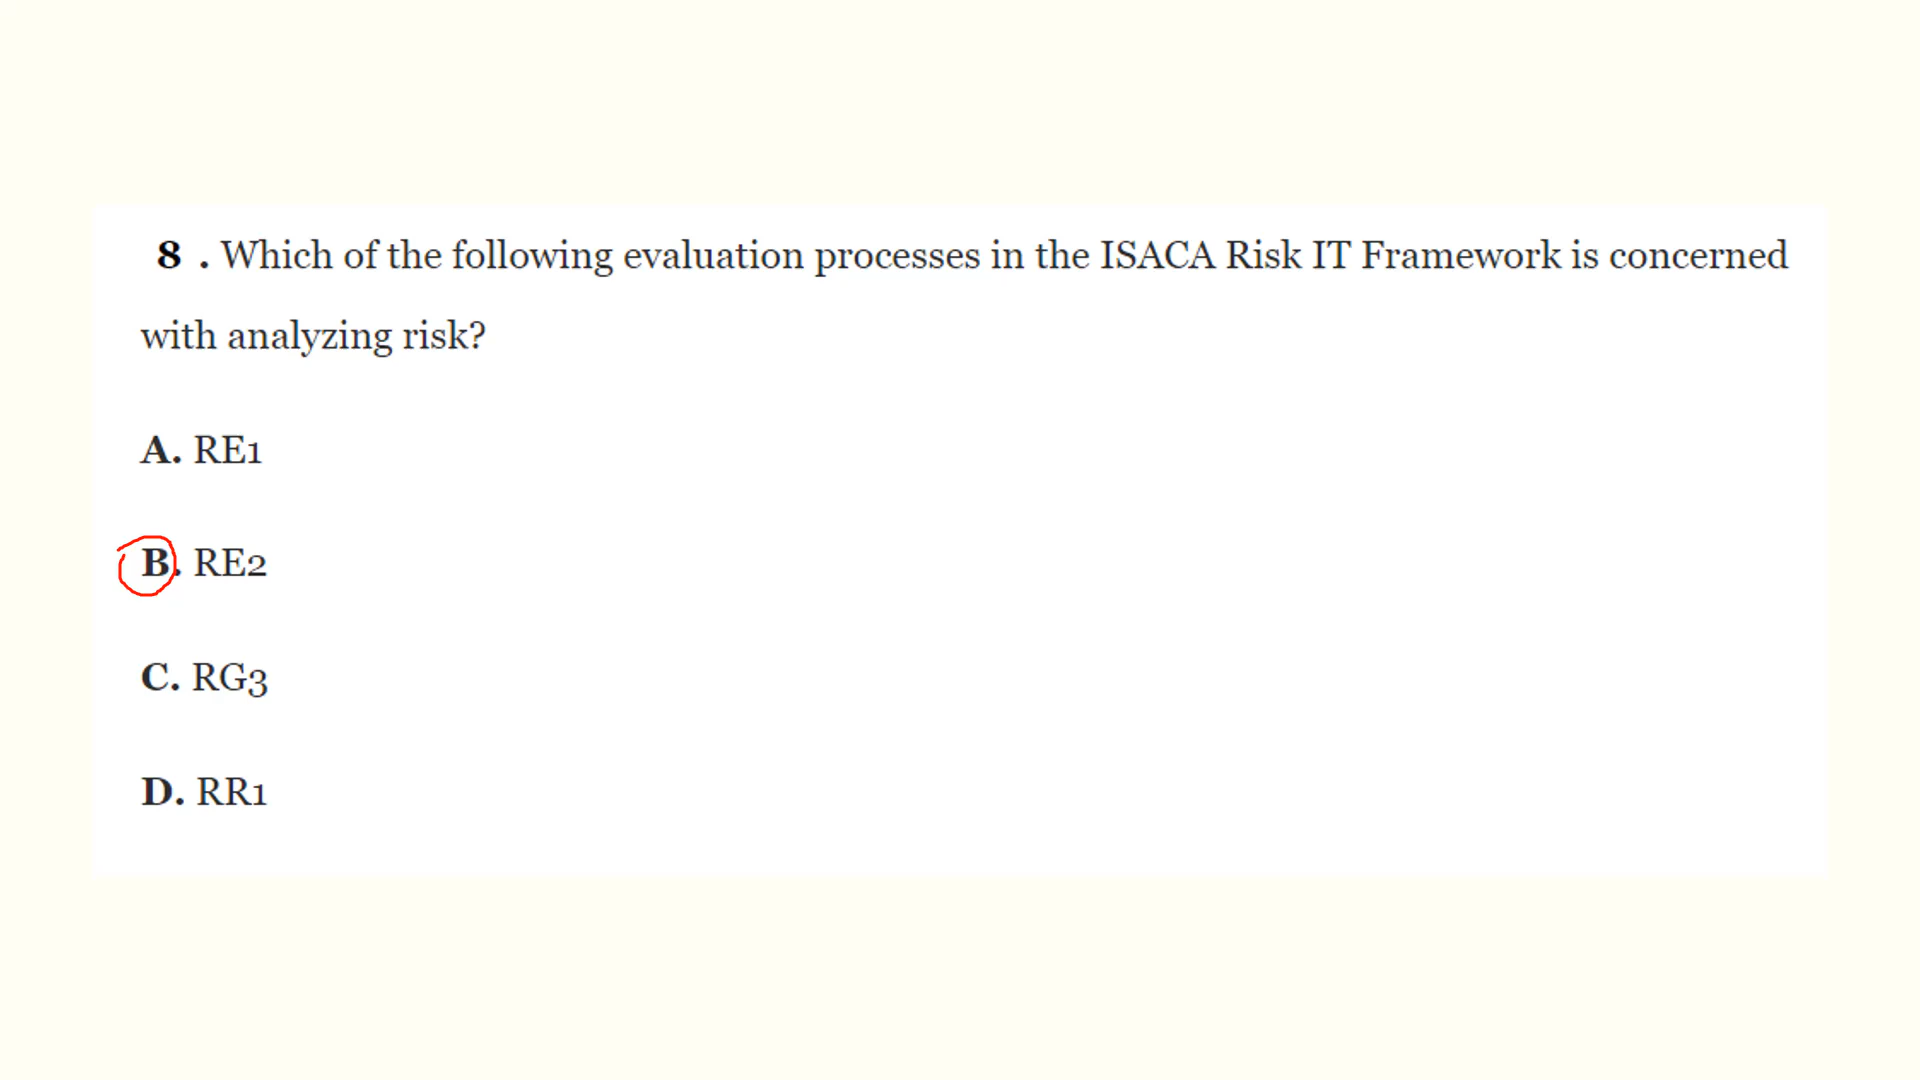 8 . Which of the following evaluation processes in the ISACA Risk IT Framework is concerned
with analyzing risk?
A. RE1
B. RE2
C. RG3
D. RR1